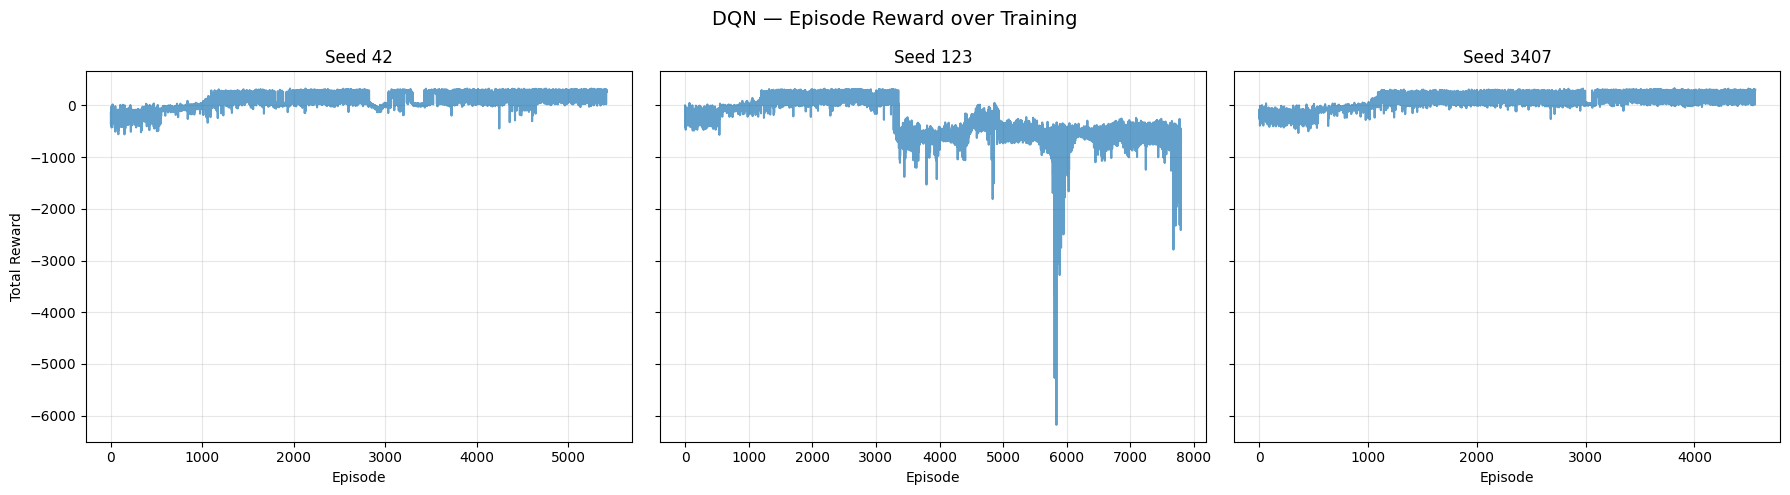 DQN — Episode Reward over Training
Seed 42
Seed 123
Seed 3407
Total Reward
0
−1000
−2000
−3000
−4000
−5000
−6000
0 1000 2000 3000 4000 5000
0 1000 2000 3000 4000 5000 6000 7000 8000
0 1000 2000 3000 4000
Episode
Episode
Episode